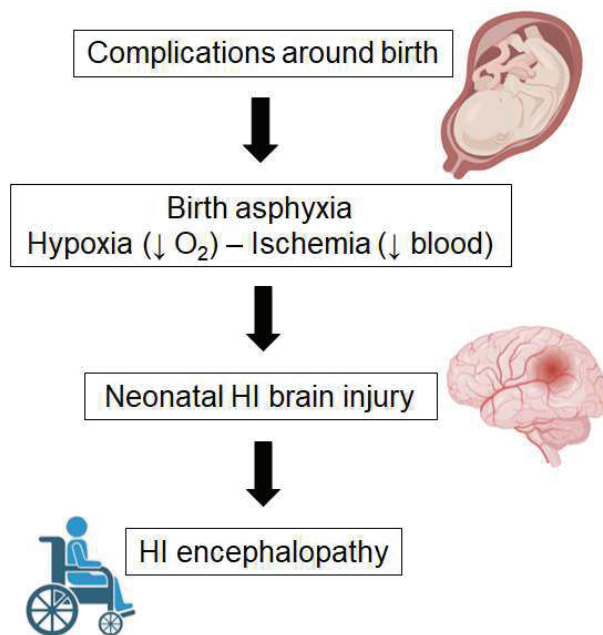 Complications around birth
Birth asphyxia
Hypoxia (↓ O₂) – Ischemia (↓ blood)
Neonatal HI brain injury
HI encephalopathy